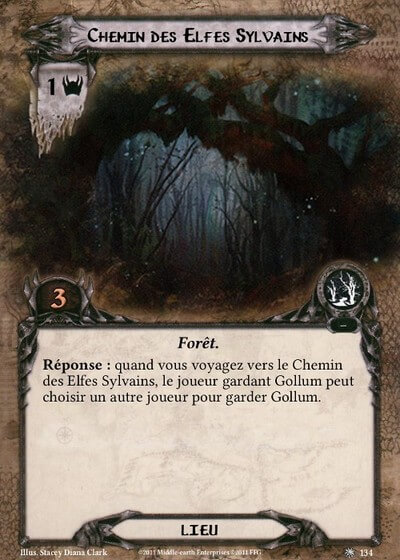 Chemin des Elfes Sylvains
1
3
–
Forêt.
Réponse : quand vous voyagez vers le Chemin
des Elfes Sylvains, le joueur gardant Gollum peut
choisir un autre joueur pour garder Gollum.
LIEU
Illus. Stacey Diana Clark
©2011 Middle-earth Enterprises ©2011 FFG
134